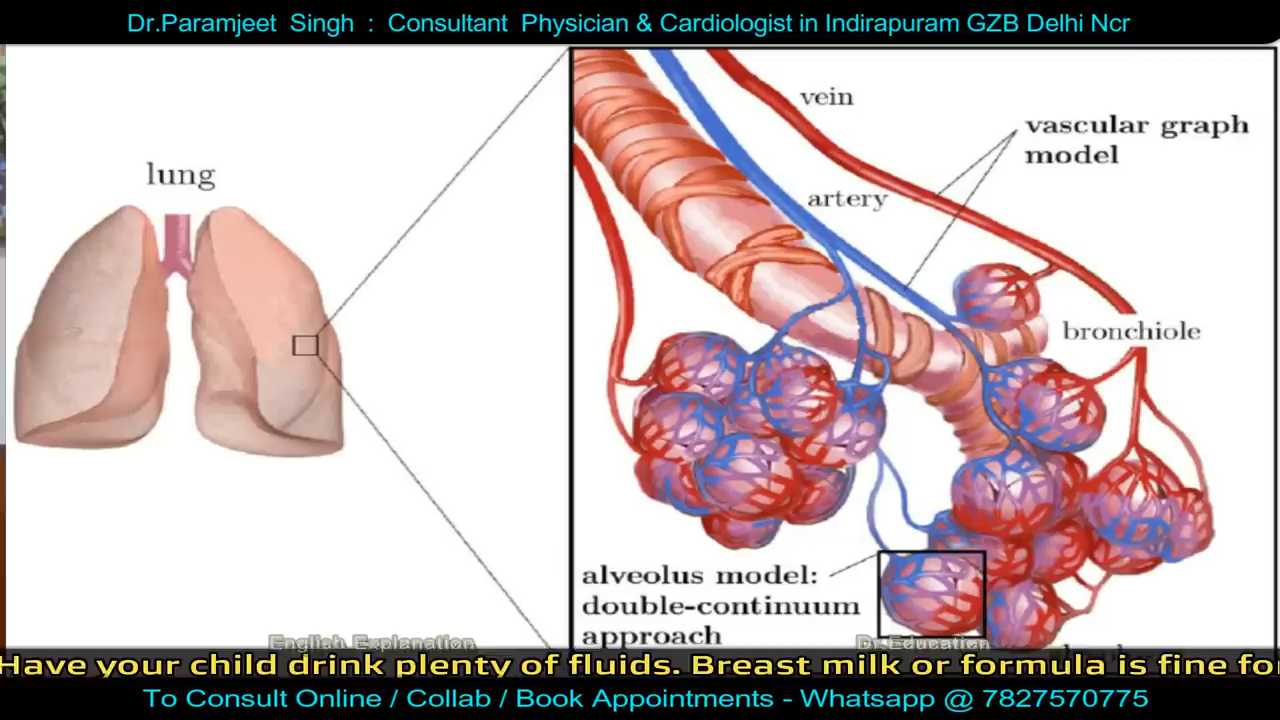 Dr.Paramjeet Singh : Consultant Physician & Cardiologist in Indirapuram GZB Delhi Ncr
lung
vein
vascular graph
model
artery
bronchiole
alveolus model:
double-continuum
approach
English Explanation
Dr.Education
Have your child drink plenty of fluids. Breast milk or formula is fine
To Consult Online / Collab / Book Appointments - Whatsapp @ 7827570775